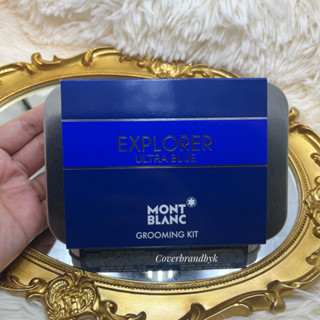 EXPLORER
ULTRA BLUE
MONT
BLANC
GROOMING KIT
Coverbrandbyk